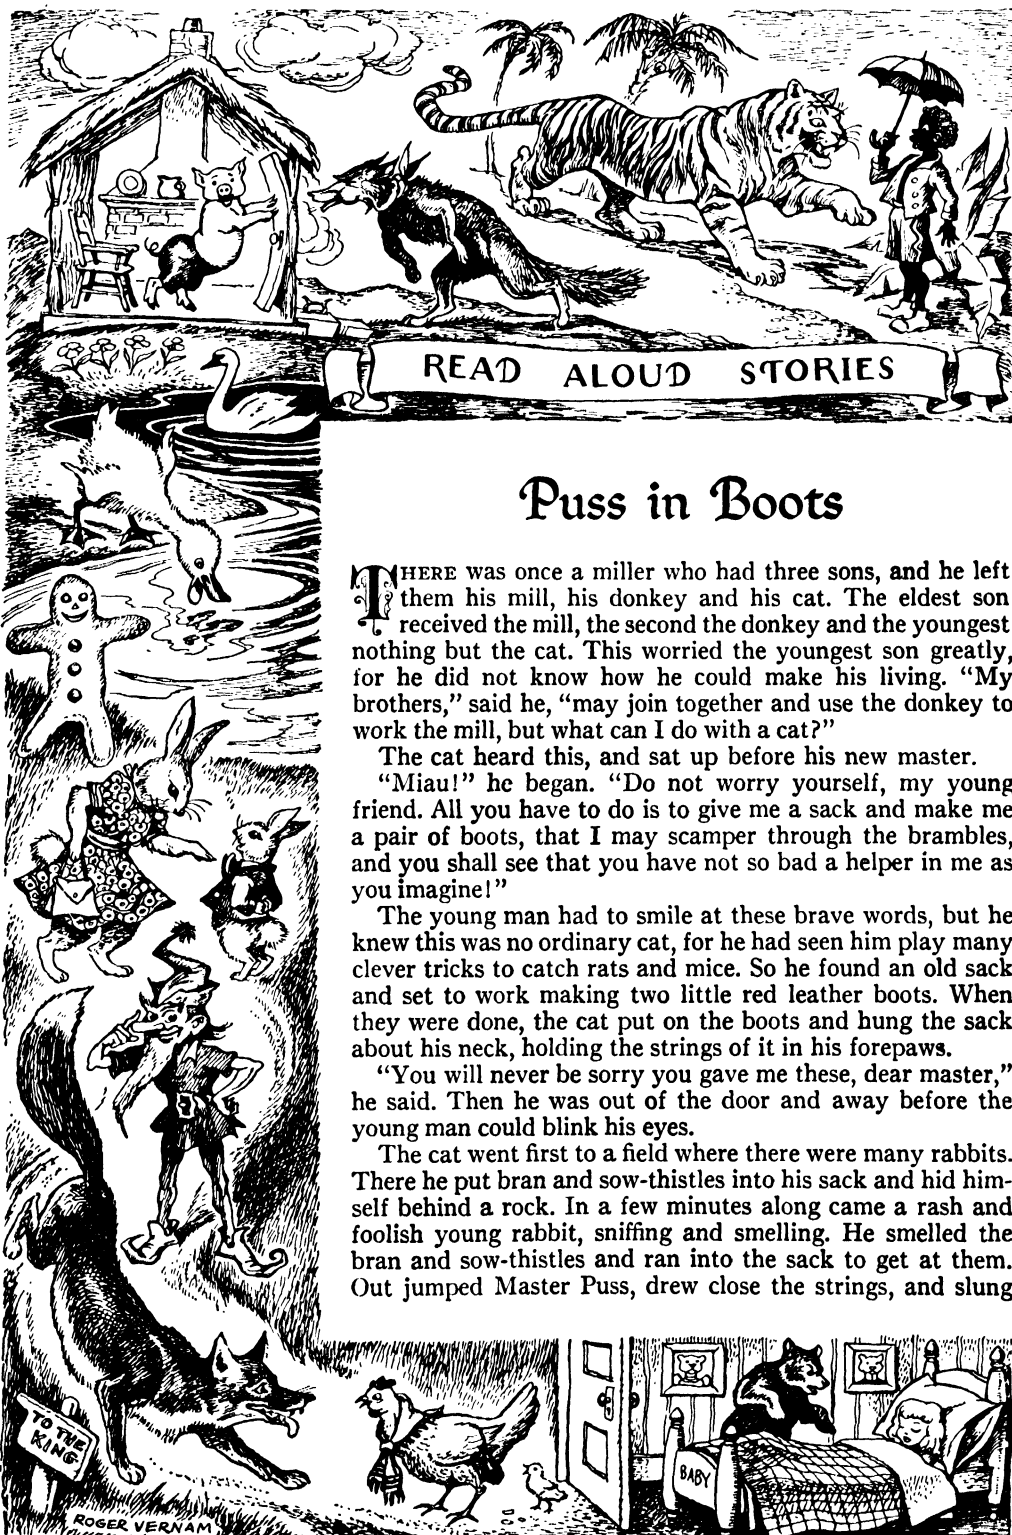 READ ALOUD STORIES
Puss in Boots
THERE was once a miller who had three sons, and he left
them his mill, his donkey and his cat. The eldest son
received the mill, the second the donkey and the youngest
nothing but the cat. This worried the youngest son greatly,
for he did not know how he could make his living. “My
brothers,” said he, “may join together and use the donkey to
work the mill, but what can I do with a cat?”
The cat heard this, and sat up before his new master.
“Miau!” he began. “Do not worry yourself, my young
friend. All you have to do is to give me a sack and make me
a pair of boots, that I may scamper through the brambles,
and you shall see that you have not so bad a helper in me as
you imagine!”
The young man had to smile at these brave words, but he
knew this was no ordinary cat, for he had seen him play many
clever tricks to catch rats and mice. So he found an old sack
and set to work making two little red leather boots. When
they were done, the cat put on the boots and hung the sack
about his neck, holding the strings of it in his forepaws.
“You will never be sorry you gave me these, dear master,”
he said. Then he was out of the door and away before the
young man could blink his eyes.
The cat went first to a field where there were many rabbits.
There he put bran and sow-thistles into his sack and hid him-
self behind a rock. In a few minutes along came a rash and
foolish young rabbit, sniffing and smelling. He smelled the
bran and sow-thistles and ran into the sack to get at them.
Out jumped Master Puss, drew close the strings, and slung
TO THE
KING
BABY
ROGER VERNAM